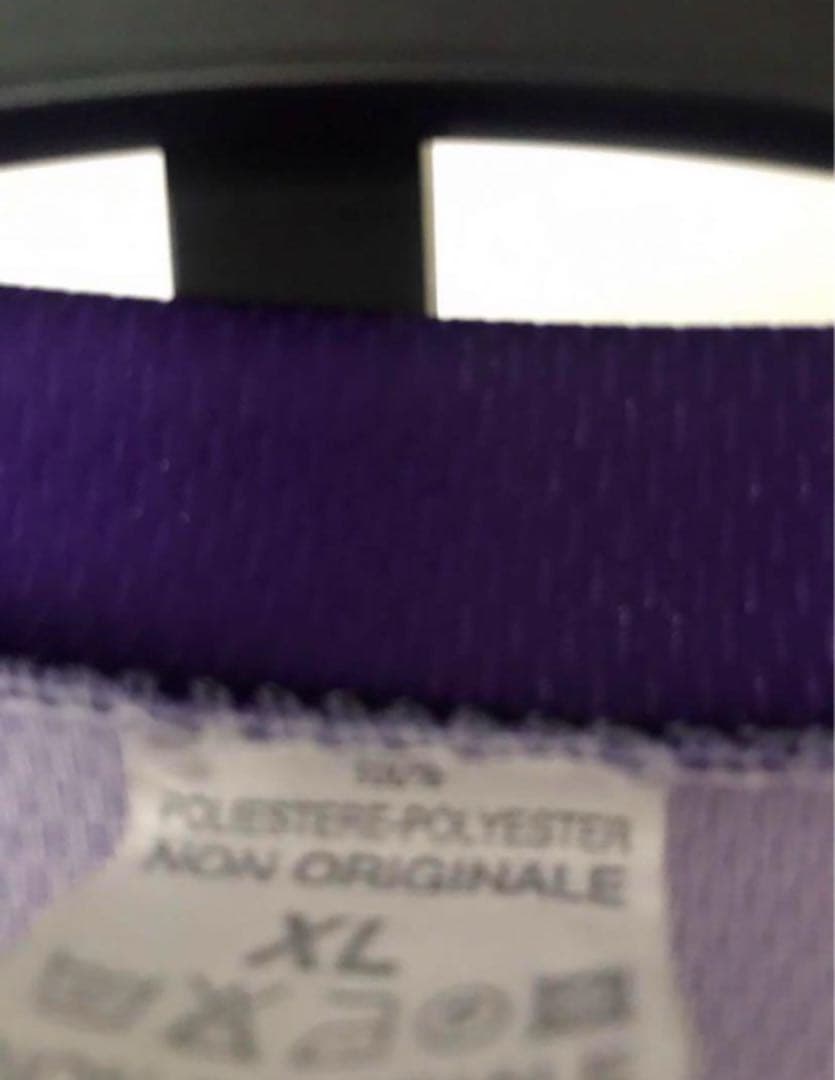 100%
POLIESTERE-POLYESTER
NON ORIGINALE
XL